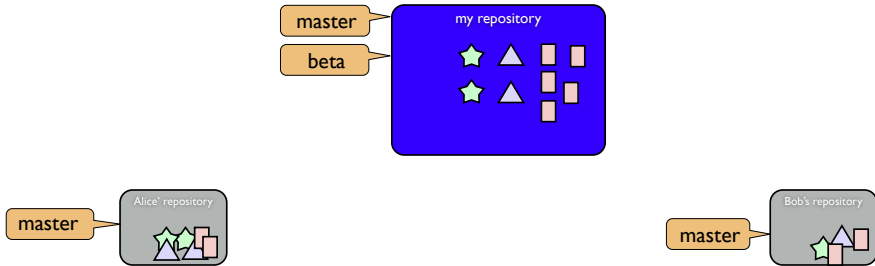 master
my repository
beta
Alice' repository
master
Bob's repository
master